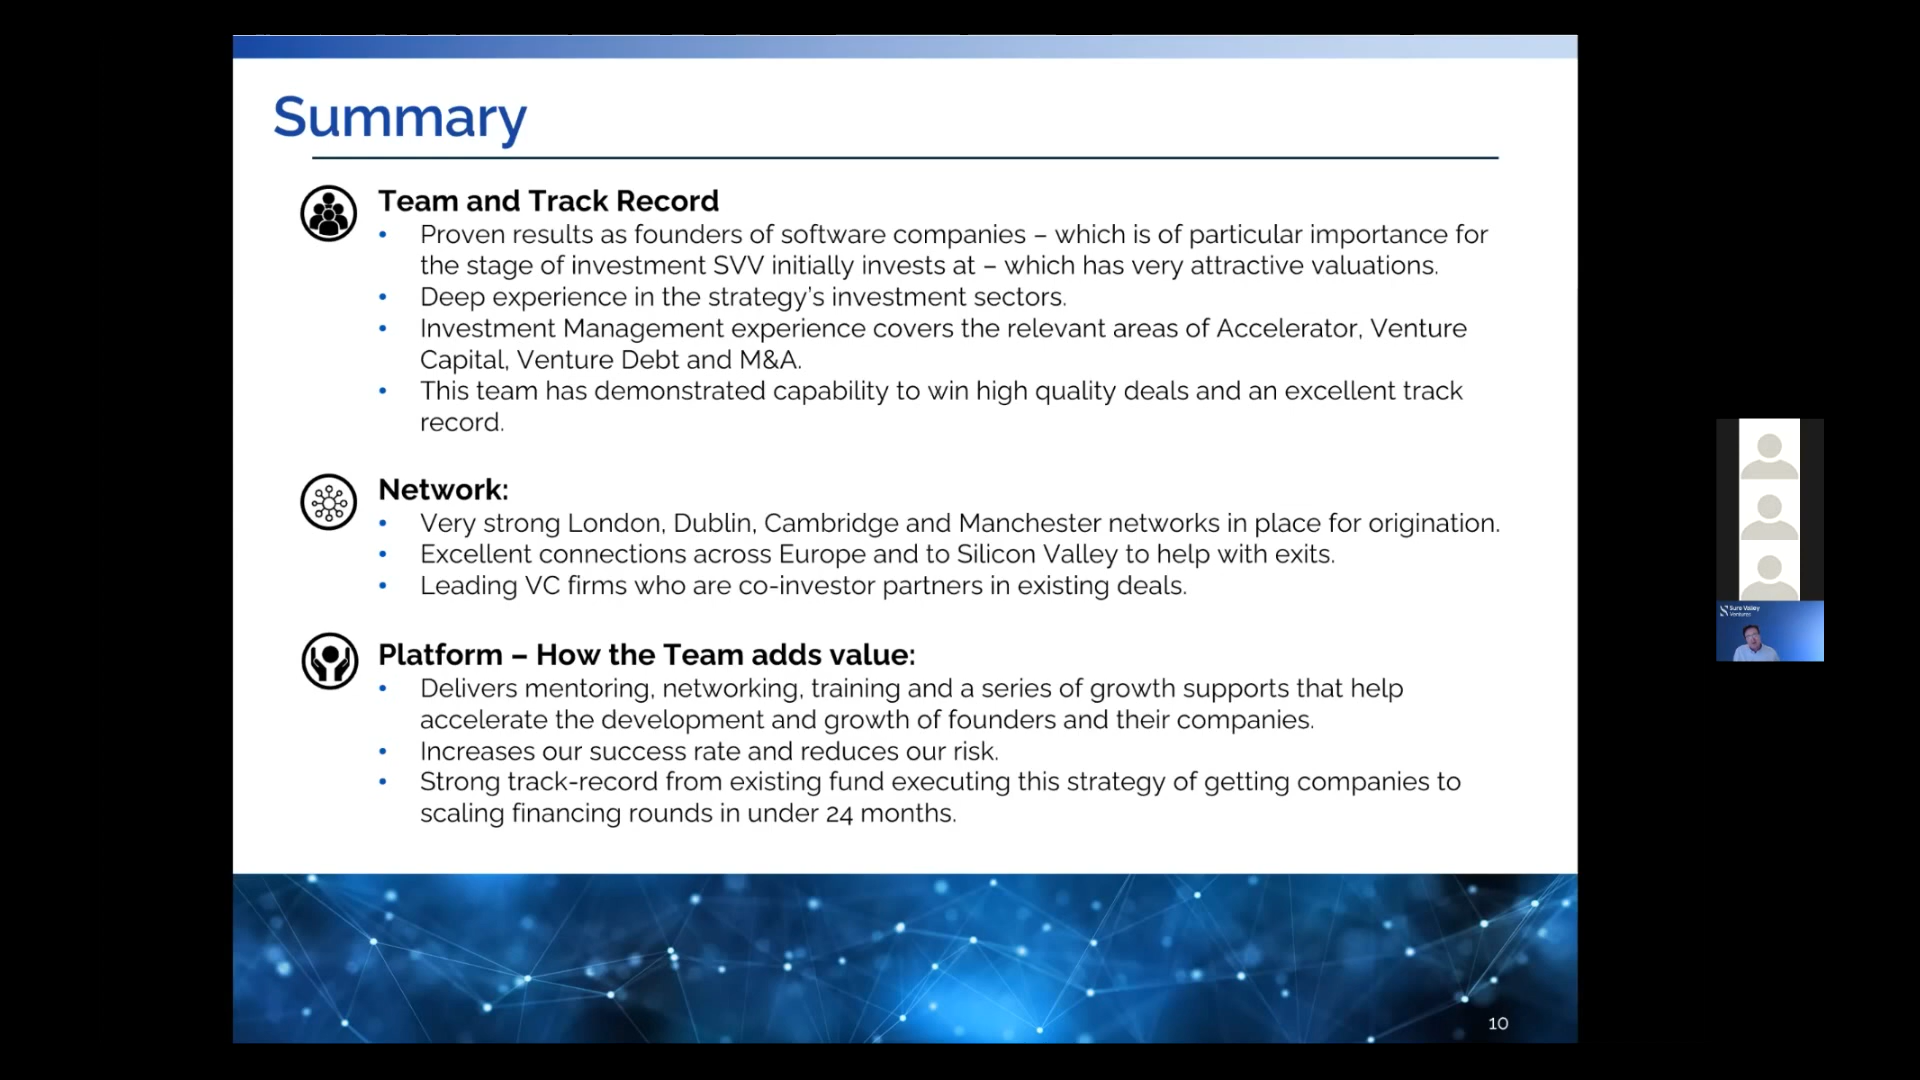 Summary
Team and Track Record
• Proven results as founders of software companies – which is of particular importance for
the stage of investment SVV initially invests at – which has very attractive valuations.
• Deep experience in the strategy's investment sectors.
• Investment Management experience covers the relevant areas of Accelerator, Venture
Capital, Venture Debt and M&A.
• This team has demonstrated capability to win high quality deals and an excellent track
record.
Network:
• Very strong London, Dublin, Cambridge and Manchester networks in place for origination.
• Excellent connections across Europe and to Silicon Valley to help with exits.
• Leading VC firms who are co-investor partners in existing deals.
Platform – How the Team adds value:
• Delivers mentoring, networking, training and a series of growth supports that help
accelerate the development and growth of founders and their companies.
• Increases our success rate and reduces our risk.
• Strong track-record from existing fund executing this strategy of getting companies to
scaling financing rounds in under 24 months.
10
Sure Valley
Ventures